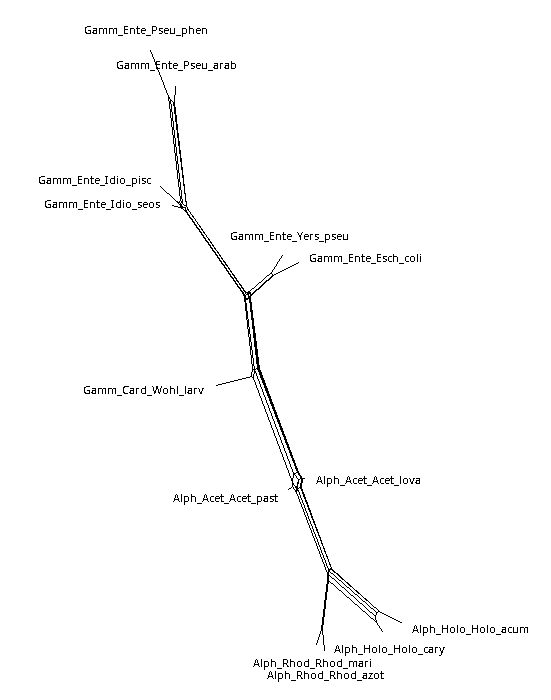 Gamm_Ente_Pseu_phen
Gamm_Ente_Pseu_arab
Gamm_Ente_Idio_pisc
Gamm_Ente_Idio_seos
Gamm_Ente_Yers_pseu
Gamm_Ente_Esch_coli
Gamm_Card_Wohl_larv
Alph_Acet_Acet_lova
Alph_Acet_Acet_past
Alph_Holo_Holo_acum
Alph_Holo_Holo_cary
Alph_Rhod_Rhod_mari
Alph_Rhod_Rhod_azot